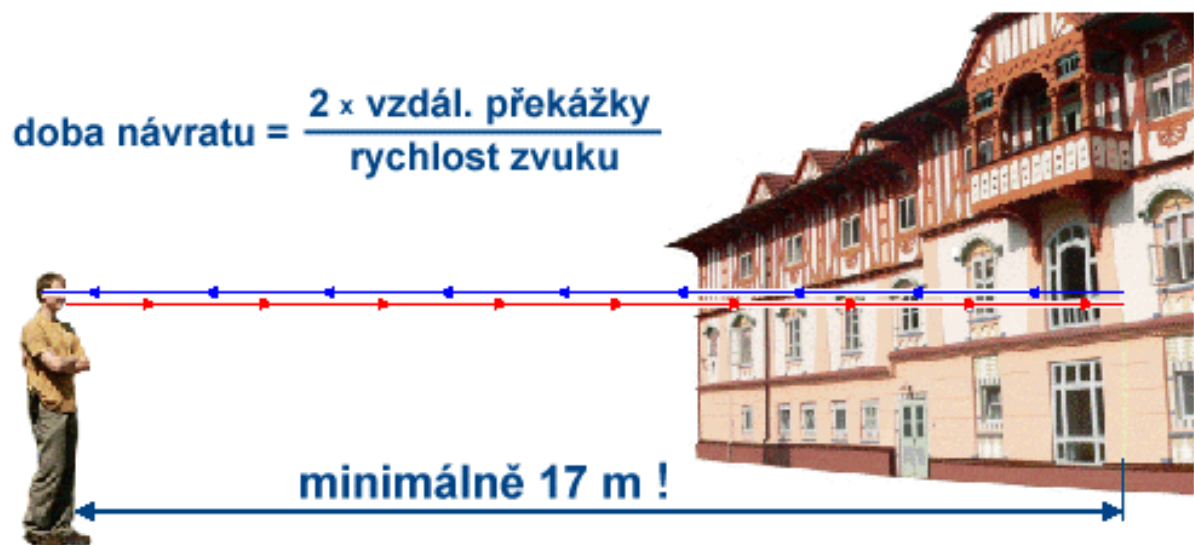 doba návratu = 2 x vzdál. překážky
rychlost zvuku
minimálně 17 m !